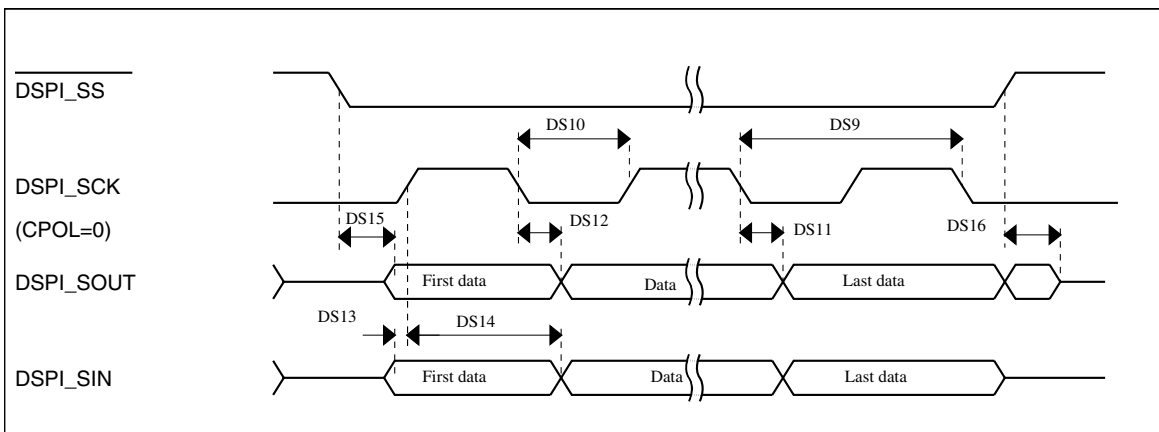 DSPI_SS
DS10
DS9
DSPI_SCK
(CPOL=0)
DS15
DS12
DS11
DS16
DSPI_SOUT
First data
Data
Last data
DS13
DS14
DSPI_SIN
First data
Data
Last data